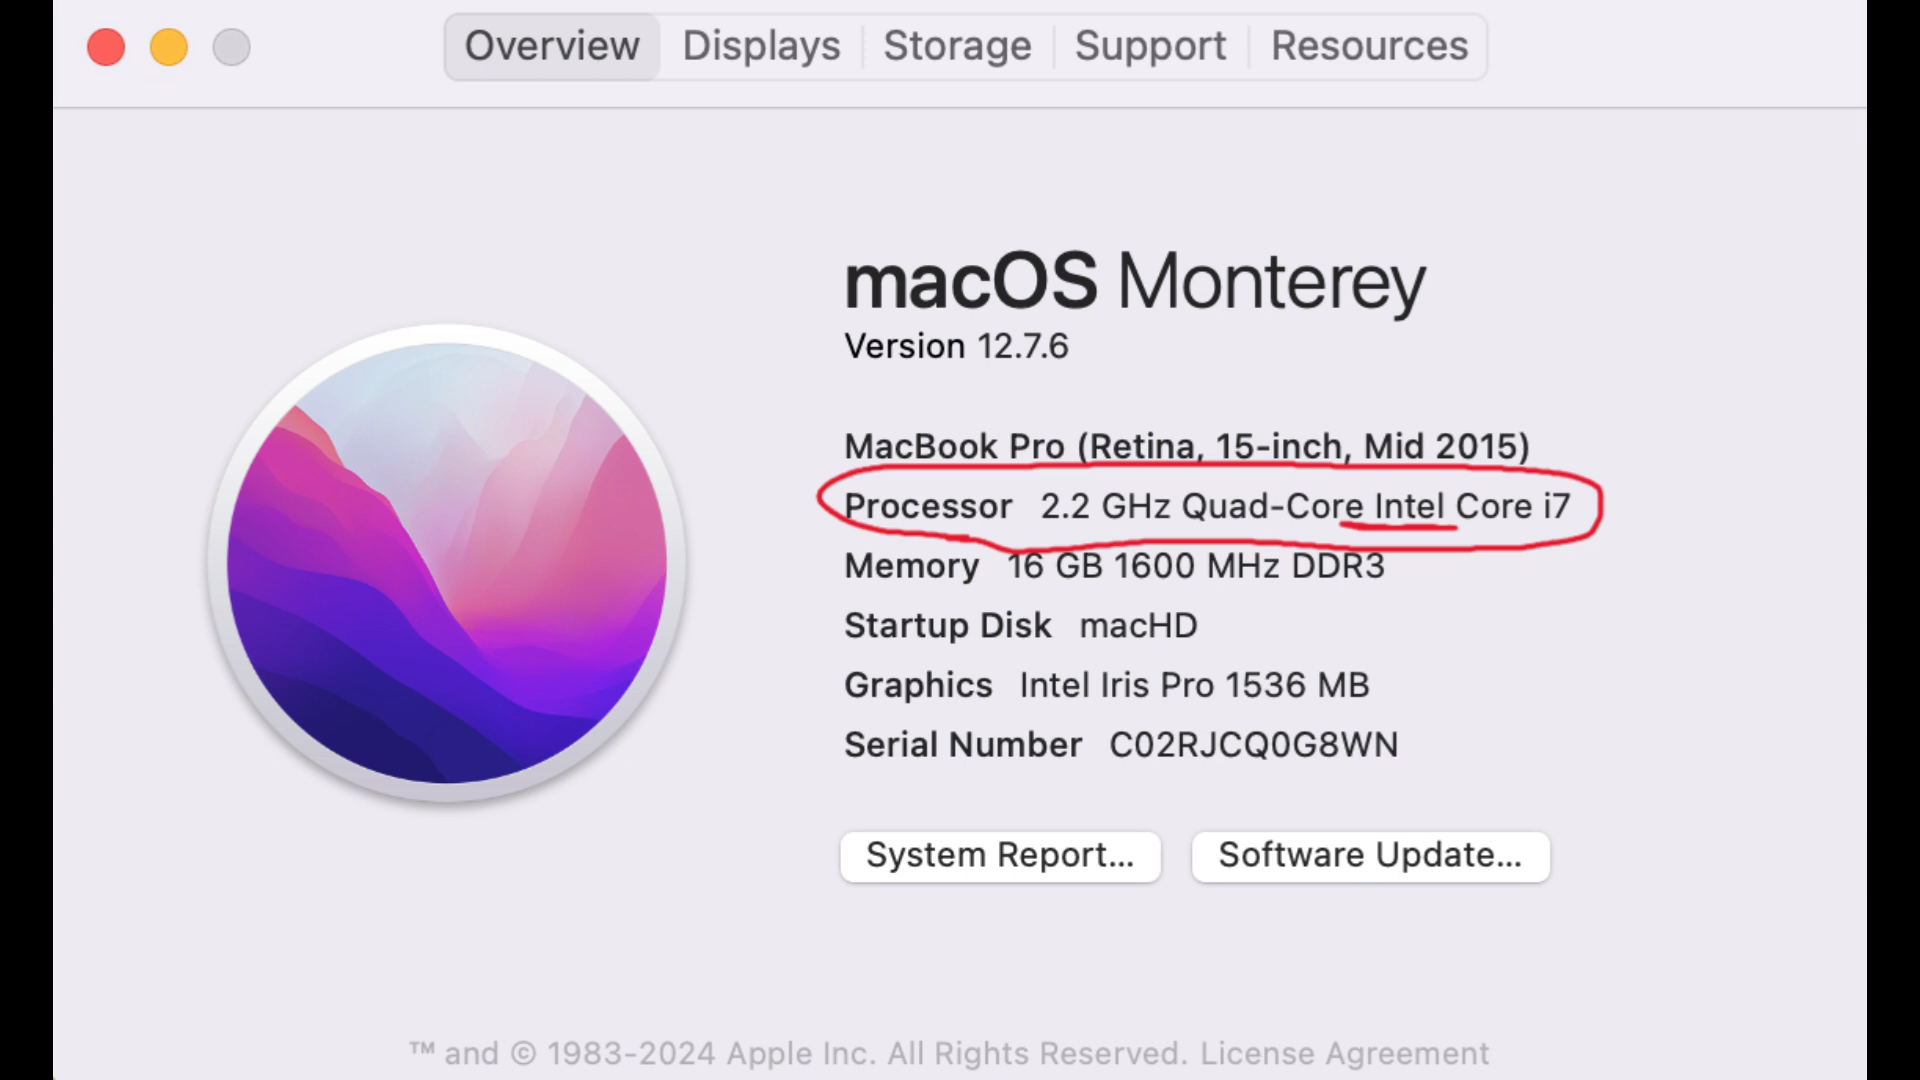 Overview Displays Storage Support Resources
macOS Monterey
Version 12.7.6
MacBook Pro (Retina, 15-inch, Mid 2015)
Processor 2.2 GHz Quad-Core Intel Core i7
Memory 16 GB 1600 MHz DDR3
Startup Disk macHD
Graphics Intel Iris Pro 1536 MB
Serial Number C02RJCQ0G8WN
System Report... Software Update...
™ and © 1983-2024 Apple Inc. All Rights Reserved. License Agreement